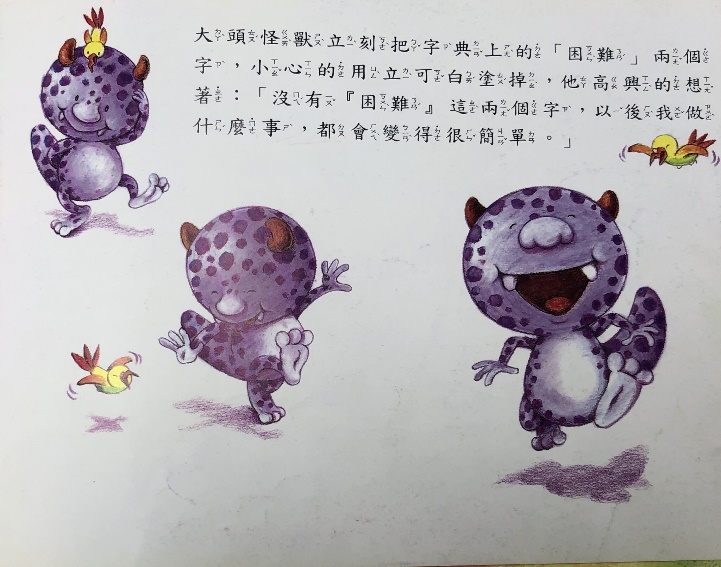 大頭怪獸立刻把字典上的「困難」兩個
字，小心的用立可白塗掉，他高興的想
著：「沒有『困難』這兩個字，以後我做
什麼事，都會變得很簡單。」